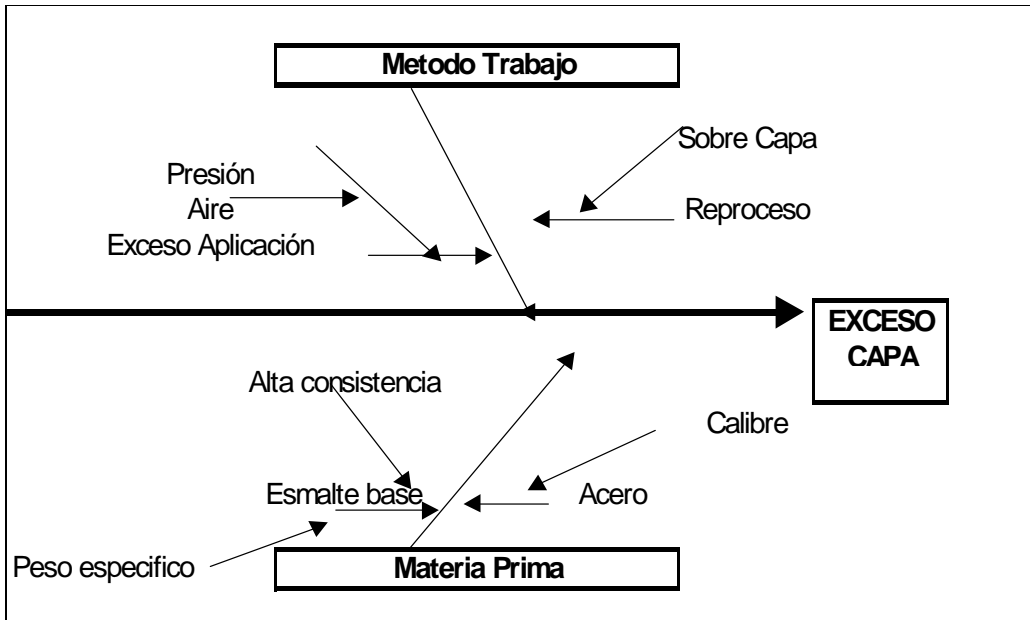 Metodo Trabajo
Sobre Capa
Presión
Aire
Reproceso
Exceso Aplicación
EXCESO
CAPA
Alta consistencia
Calibre
Esmalte base
Acero
Peso especifico
Materia Prima